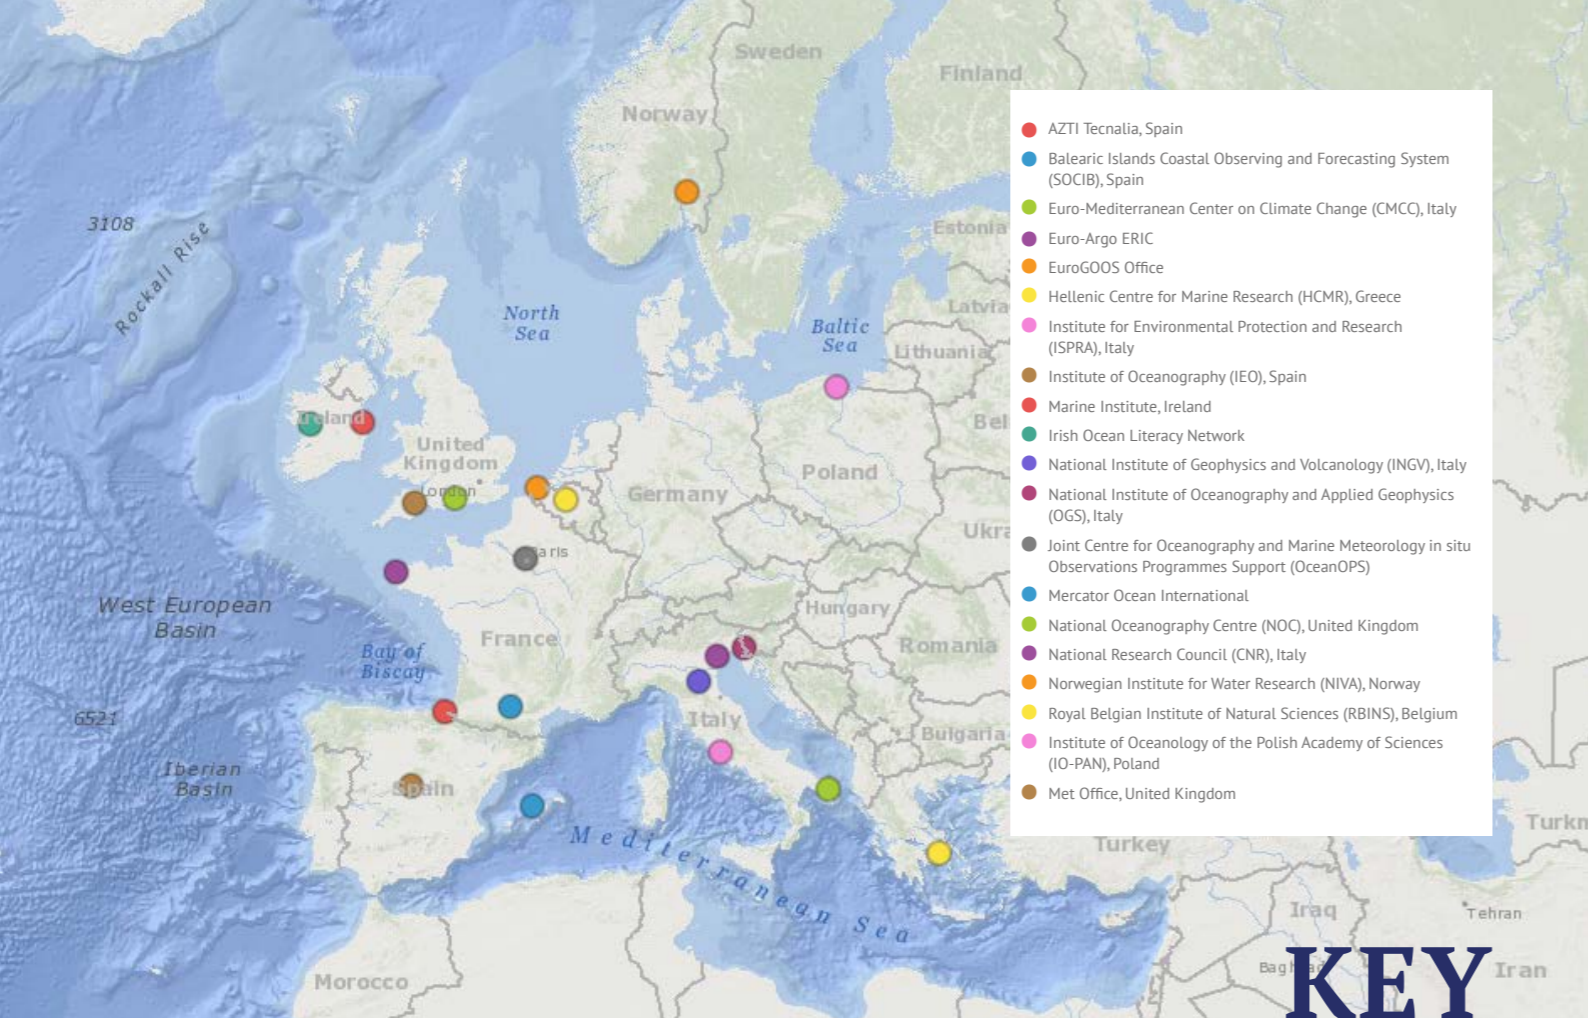 Sweden
Finland
Norway
Estonia
Latvia
Lithuania
3108
Rockall Rise
North
Sea
Baltic
Sea
Ireland
United
Kingdom
London
Germany
Poland
Bel
Ukra
Paris
West European
Basin
France
Hungary
Romania
Bay of
Biscay
6521
Italy
Bulgaria
Iberian
Basin
Spain
Mediterranean Sea
Turkey
Turkn
Morocco
Iraq
Tehran
Baghdad
Iran
AZTI Tecnalia, Spain
Balearic Islands Coastal Observing and Forecasting System
(SOCIB), Spain
Euro-Mediterranean Center on Climate Change (CMCC), Italy
Euro-Argo ERIC
EuroGOOS Office
Hellenic Centre for Marine Research (HCMR), Greece
Institute for Environmental Protection and Research
(ISPRA), Italy
Institute of Oceanography (IEO), Spain
Marine Institute, Ireland
Irish Ocean Literacy Network
National Institute of Geophysics and Volcanology (INGV), Italy
National Institute of Oceanography and Applied Geophysics
(OGS), Italy
Joint Centre for Oceanography and Marine Meteorology in situ
Observations Programmes Support (OceanOPS)
Mercator Ocean International
National Oceanography Centre (NOC), United Kingdom
National Research Council (CNR), Italy
Norwegian Institute for Water Research (NIVA), Norway
Royal Belgian Institute of Natural Sciences (RBINS), Belgium
Institute of Oceanology of the Polish Academy of Sciences
(IO-PAN), Poland
Met Office, United Kingdom
KEY